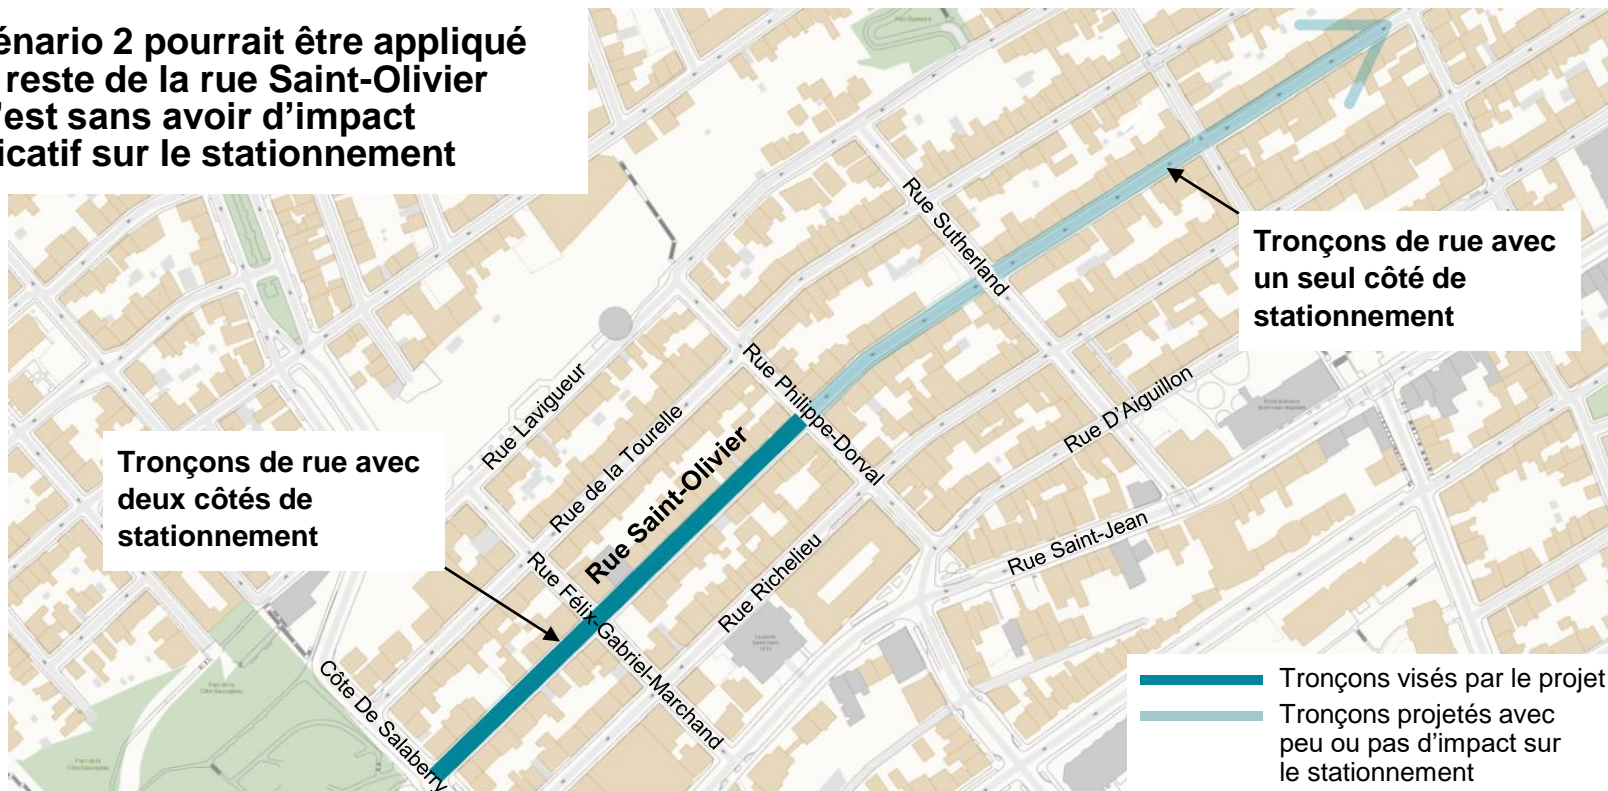 énario 2 pourrait être appliqué
reste de la rue Saint-Olivier
'est sans avoir d'impact
icatif sur le stationnement
Rue Sutherland
Tronçons de rue avec
un seul côté de
stationnement
Rue Philippe-Dorval
Rue Lavigueur
Rue de la Tourelle
Rue Saint-Olivier
Rue D'Aiguillon
Tronçons de rue avec
deux côtés de
stationnement
Rue Félix-Gabriel-Marchand
Rue Richelieu
Rue Saint-Jean
Côte De Salaberry
Tronçons visés par le projet
Tronçons projetés avec
peu ou pas d'impact sur
le stationnement